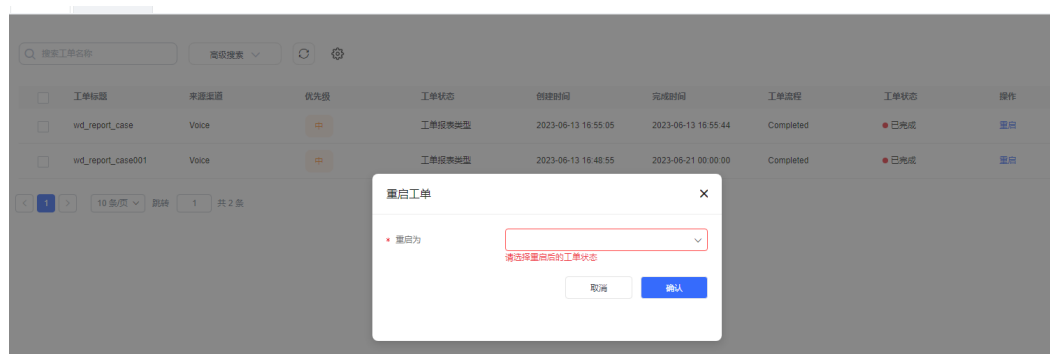 搜索工单名称 高级搜索
工单标题 来源渠道 优先级 工单状态 创建时间 完成时间 工单流程 工单状态 操作
wd_report_case Voice 中 工单报表类型 2023-06-13 16:55:05 2023-06-13 16:55:44 Completed 已完成 重启
wd_report_case001 Voice 中 工单报表类型 2023-06-13 16:48:55 2023-06-21 00:00:00 Completed 已完成 重启
1 10 条/页 跳转 1 共 2 条
重启工单
* 重启为
请选择重启后的工单状态
取消 确认